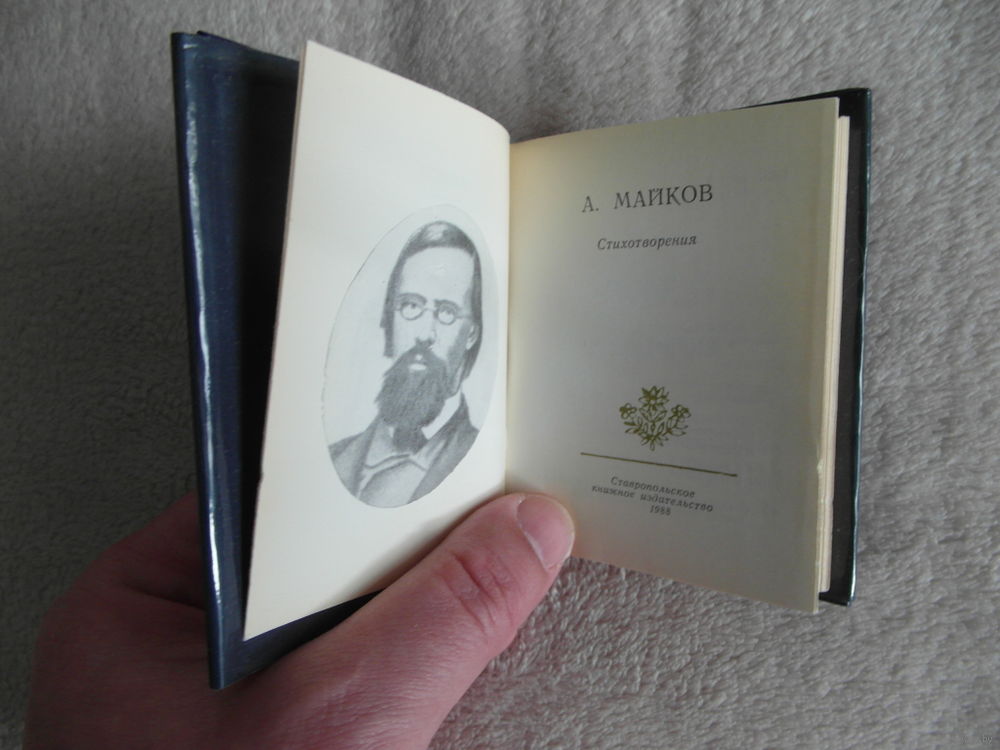 А. МАЙКОВ
Стихотворения
Ставропольское
книжное издательство
1988